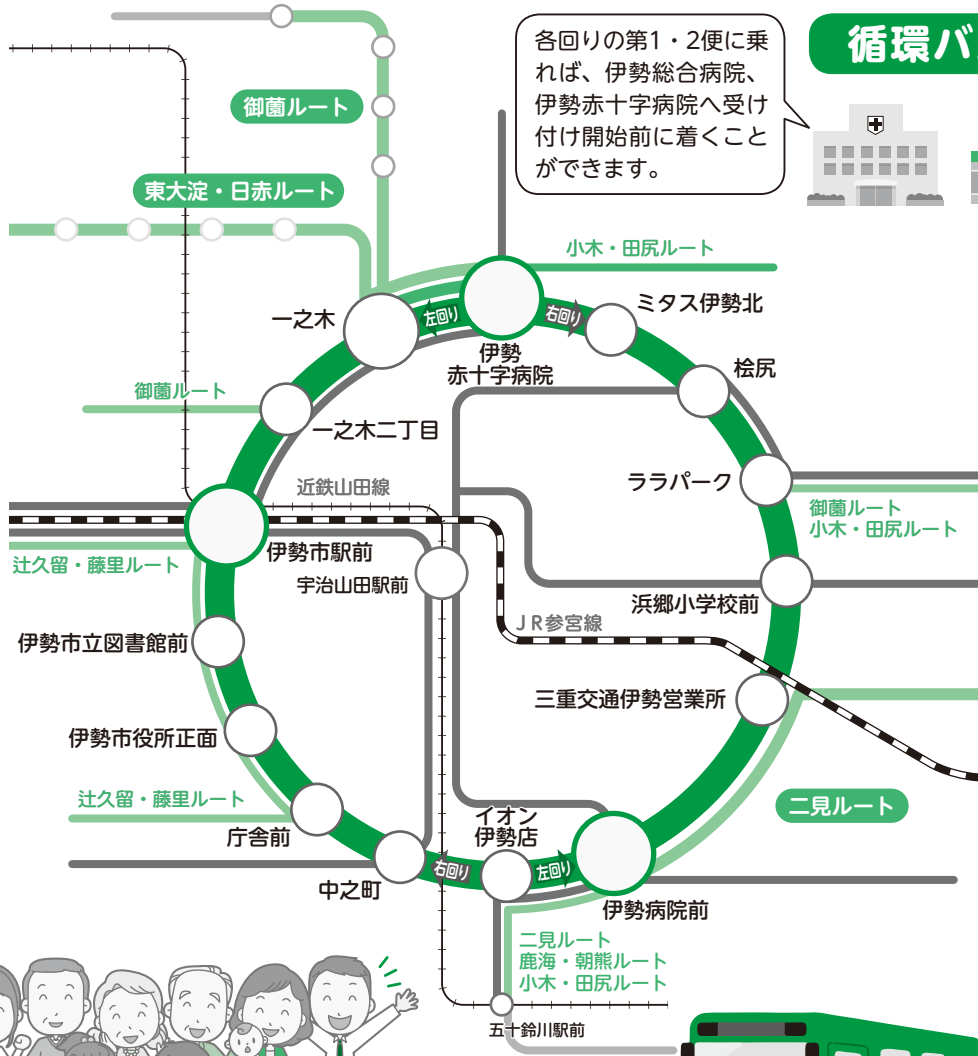 各回りの第1・2便に乗
れば、伊勢総合病院、
伊勢赤十字病院へ受け
付け開始前に着くこと
ができます。
循環バ
御薗ルート
東大淀・日赤ルート
小木・田尻ルート
一之木
左回り
右回り
ミタス伊勢北
伊勢
赤十字病院
桧尻
御薗ルート
一之木二丁目
ララパーク
近鉄山田線
御薗ルート
小木・田尻ルート
伊勢市駅前
辻久留・藤里ルート
宇治山田駅前
浜郷小学校前
JR参宮線
伊勢市立図書館前
三重交通伊勢営業所
伊勢市役所正面
辻久留・藤里ルート
二見ルート
イオン
伊勢店
庁舎前
右回り
左回り
中之町
伊勢病院前
二見ルート
鹿海・朝熊ルート
小木・田尻ルート
五十鈴川駅前